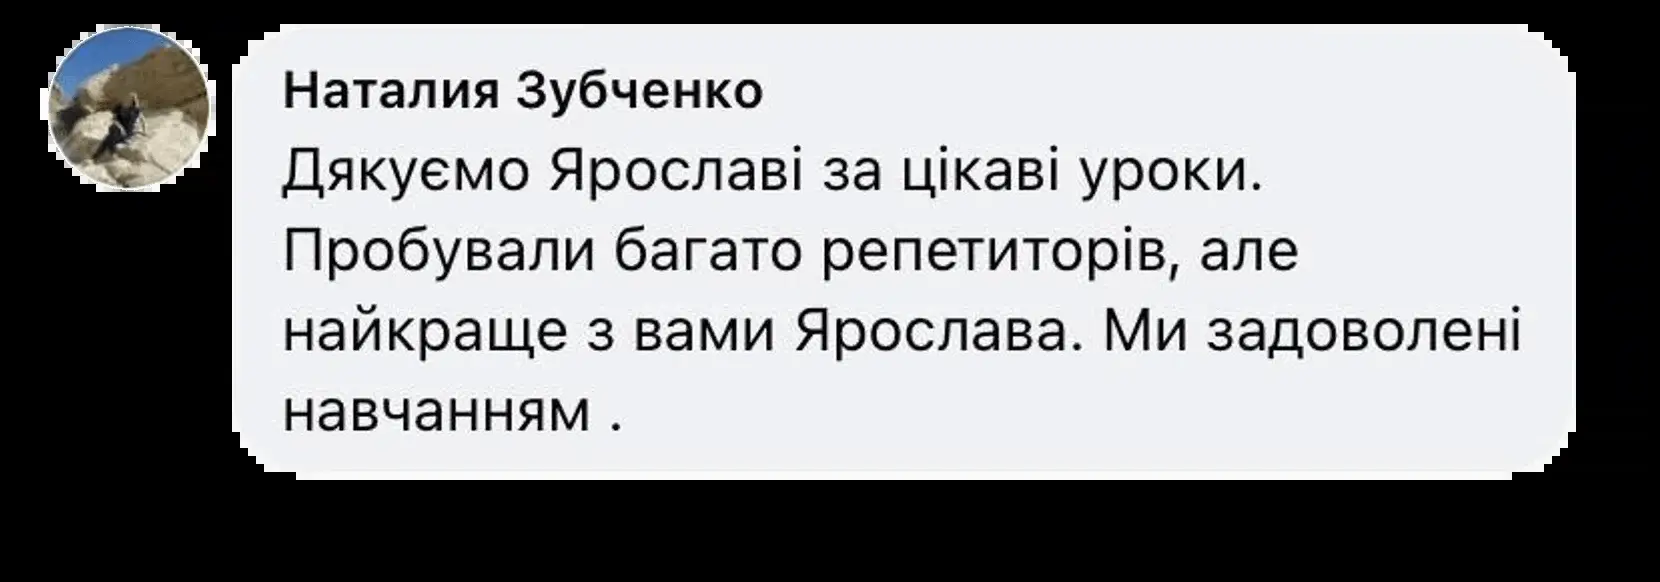 Наталия Зубченко
Дякуємо Ярославі за цікаві уроки.
Пробували багато репетиторів, але
найкраще з вами Ярослава. Ми задоволені
навчанням .